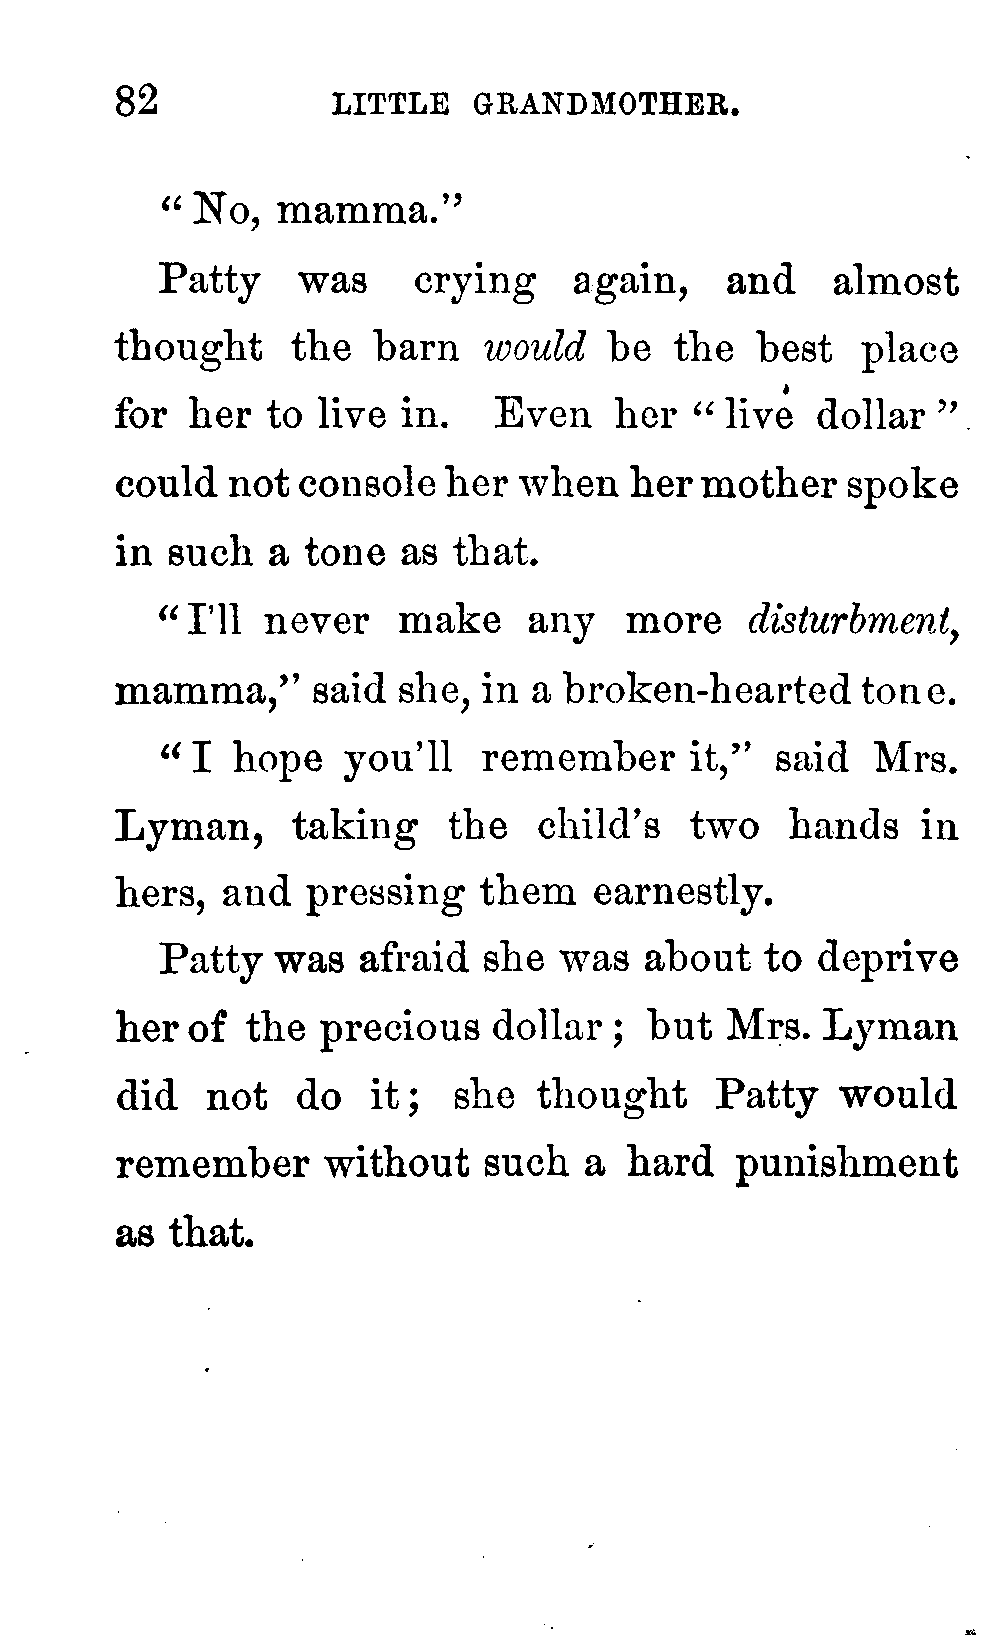 82 LITTLE GRANDMOTHER.
“No, mamma.”
Patty was crying again, and almost
thought the barn would be the best place
for her to live in. Even her “live dollar”
could not console her when her mother spoke
in such a tone as that.
“I’ll never make any more disturbment,
mamma,” said she, in a broken-hearted tone.
“I hope you’ll remember it,” said Mrs.
Lyman, taking the child’s two hands in
hers, and pressing them earnestly.
Patty was afraid she was about to deprive
her of the precious dollar; but Mrs. Lyman
did not do it; she thought Patty would
remember without such a hard punishment
as that.